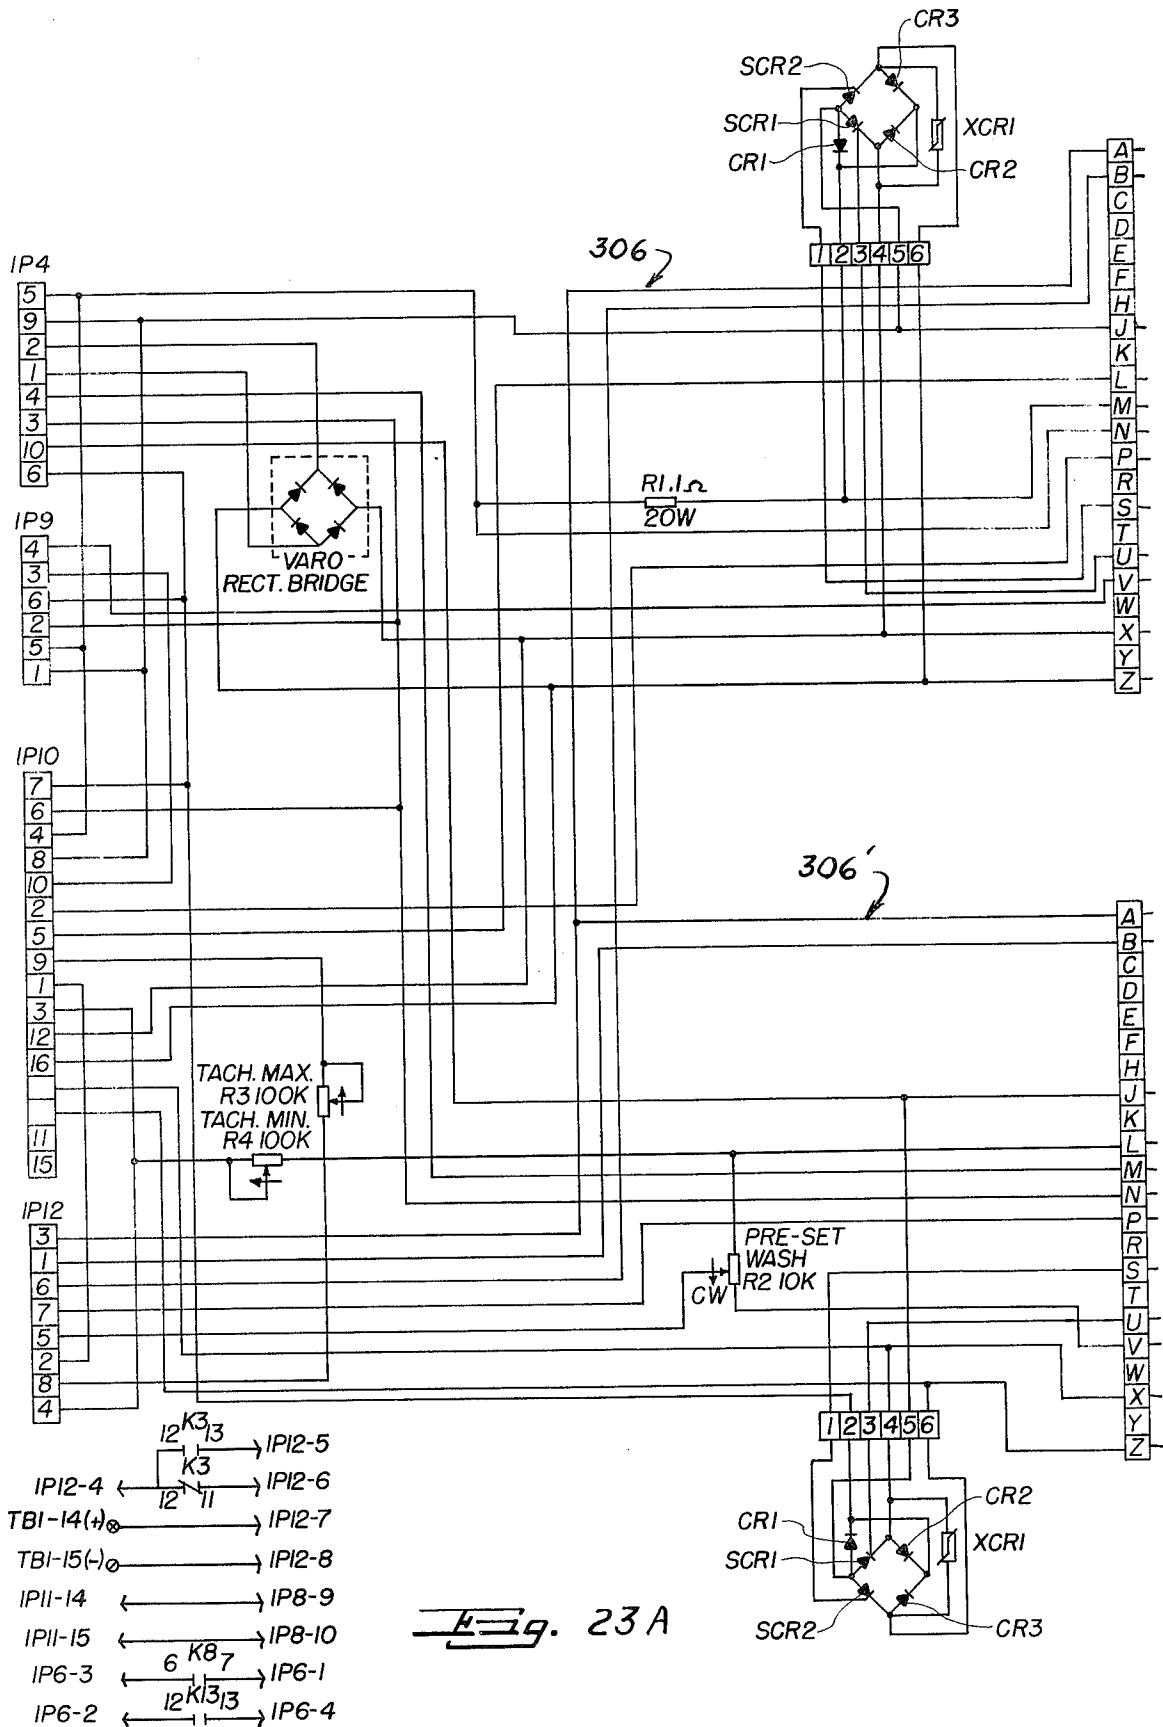 CR3
SCR2
SCR1
XCR1
CR1
CR2
A
B
C
D
E
F
H
J
K
L
M
N
P
R
S
T
U
V
W
X
Y
Z
1 2 3 4 5 6
306
IP4
5
9
2
1
4
3
10
6
R1 .1Ω
20W
IP9
4
3
6
2
5
1
VARO
RECT. BRIDGE
IP10
7
6
4
8
10
2
5
9
1
3
12
16
11
15
306'
A
B
C
D
E
F
H
J
K
L
M
N
P
R
S
T
U
V
W
X
Y
Z
TACH. MAX.
R3 100K
TACH. MIN.
R4 100K
IP12
3
1
6
7
5
2
8
4
PRE-SET
WASH
R2 10K
CW
1 2 3 4 5 6
CR1
CR2
SCR1
XCR1
SCR2
CR3
12 K3 13 IP12-5
IP12-4 12 K3 11 IP12-6
TB1-14(+) IP12-7
TB1-15(-) IP12-8
IP11-14 IP8-9
IP11-15 IP8-10
IP6-3 6 K8 7 IP6-1
IP6-2 12 K13 13 IP6-4
Fig. 23A